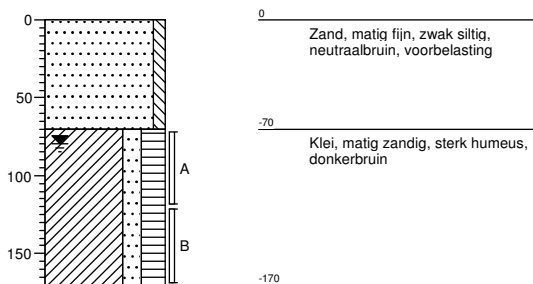 0
50
100
150
A
B
0
Zand, matig fijn, zwak siltig,
neutraalbruin, voorbelasting
-70
Klei, matig zandig, sterk humeus,
donkerbruin
-170